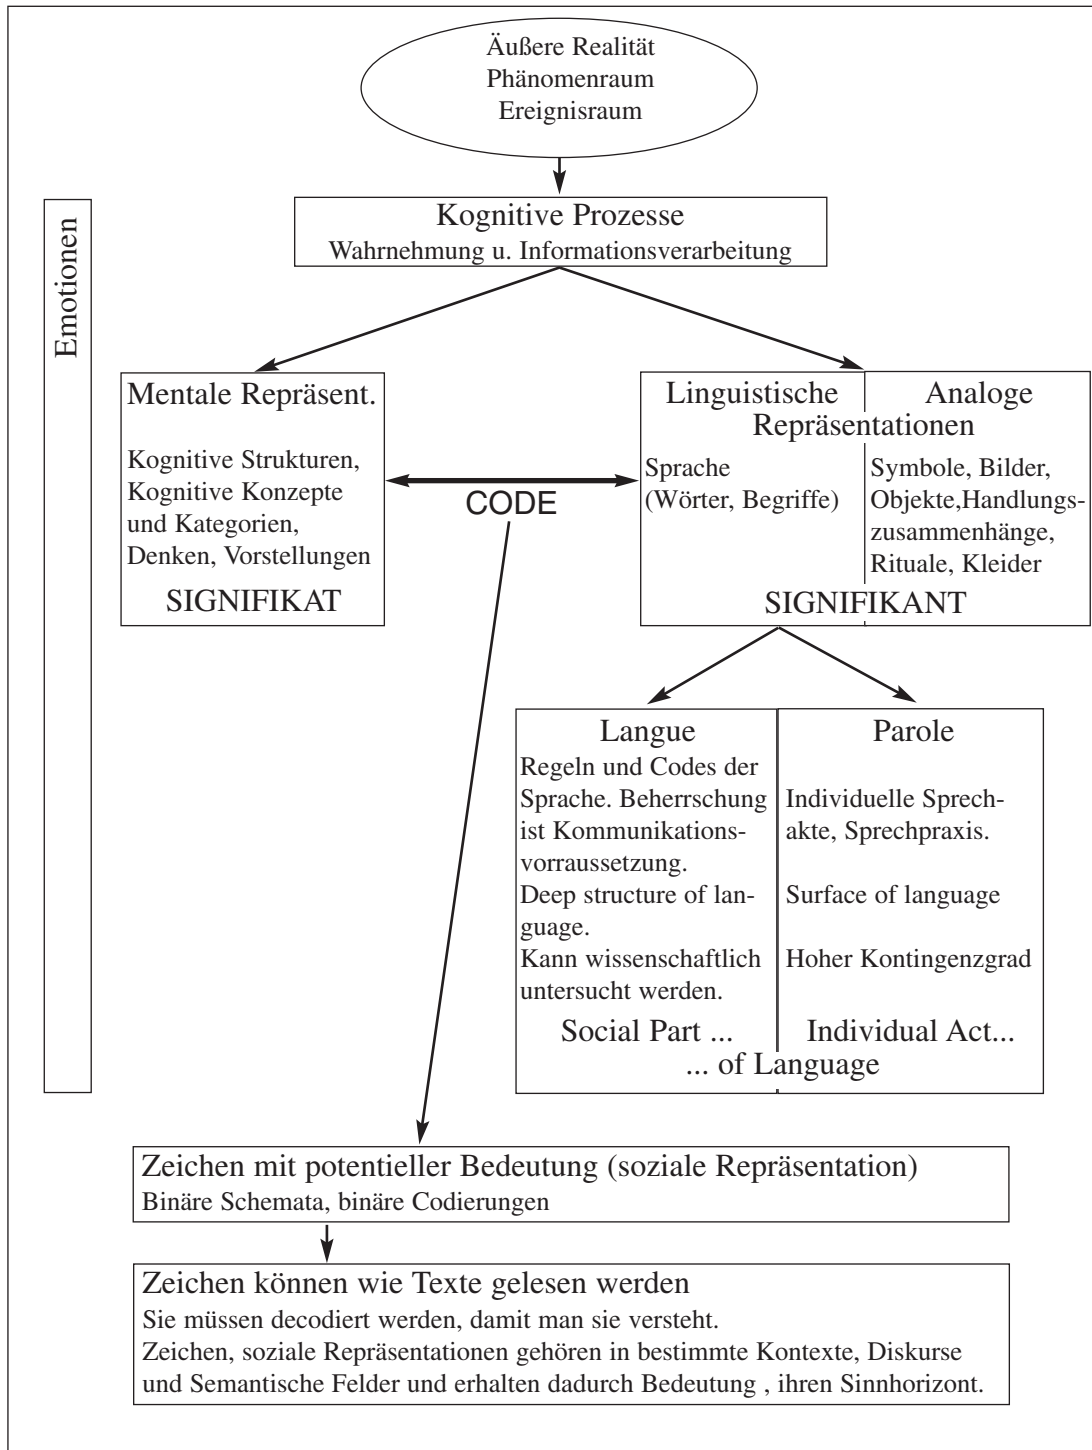 Äußere Realität
Phänomenraum
Ereignisraum
Emotionen
Kognitive Prozesse
Wahrnehmung u. Informationsverarbeitung
Mentale Repräsent.
Kognitive Strukturen,
Kognitive Konzepte
und Kategorien,
Denken, Vorstellungen
SIGNIFIKAT
CODE
Linguistische Analoge
Repräsentationen
Sprache
(Wörter, Begriffe)
Symbole, Bilder,
Objekte,Handlungs-
zusammenhänge,
Rituale, Kleider
SIGNIFIKANT
Langue
Regeln und Codes der
Sprache. Beherrschung
ist Kommunikations-
vorraussetzung.
Deep structure of lan-
guage.
Kann wissenschaftlich
untersucht werden.
Social Part ...
Parole
Individuelle Sprech-
akte, Sprechpraxis.
Surface of language
Hoher Kontingenzgrad
Individual Act...
... of Language
Zeichen mit potentieller Bedeutung (soziale Repräsentation)
Binäre Schemata, binäre Codierungen
Zeichen können wie Texte gelesen werden
Sie müssen decodiert werden, damit man sie versteht.
Zeichen, soziale Repräsentationen gehören in bestimmte Kontexte, Diskurse
und Semantische Felder und erhalten dadurch Bedeutung , ihren Sinnhorizont.